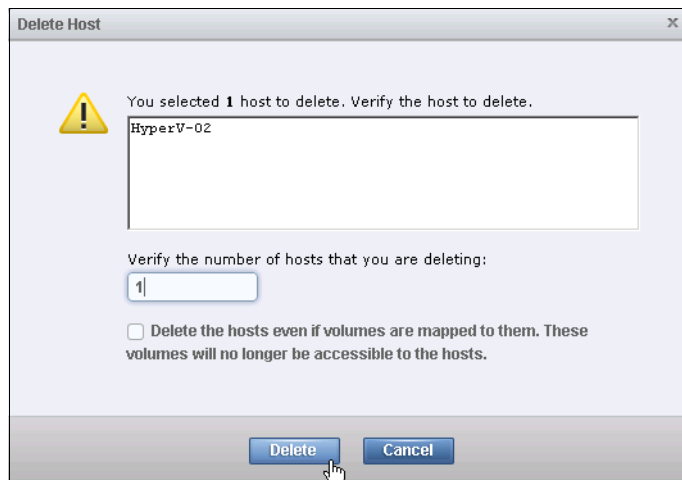 Delete Host
x
You selected 1 host to delete. Verify the host to delete.
HyperV-02
Verify the number of hosts that you are deleting:
1
Delete the hosts even if volumes are mapped to them. These
volumes will no longer be accessible to the hosts.
Delete Cancel